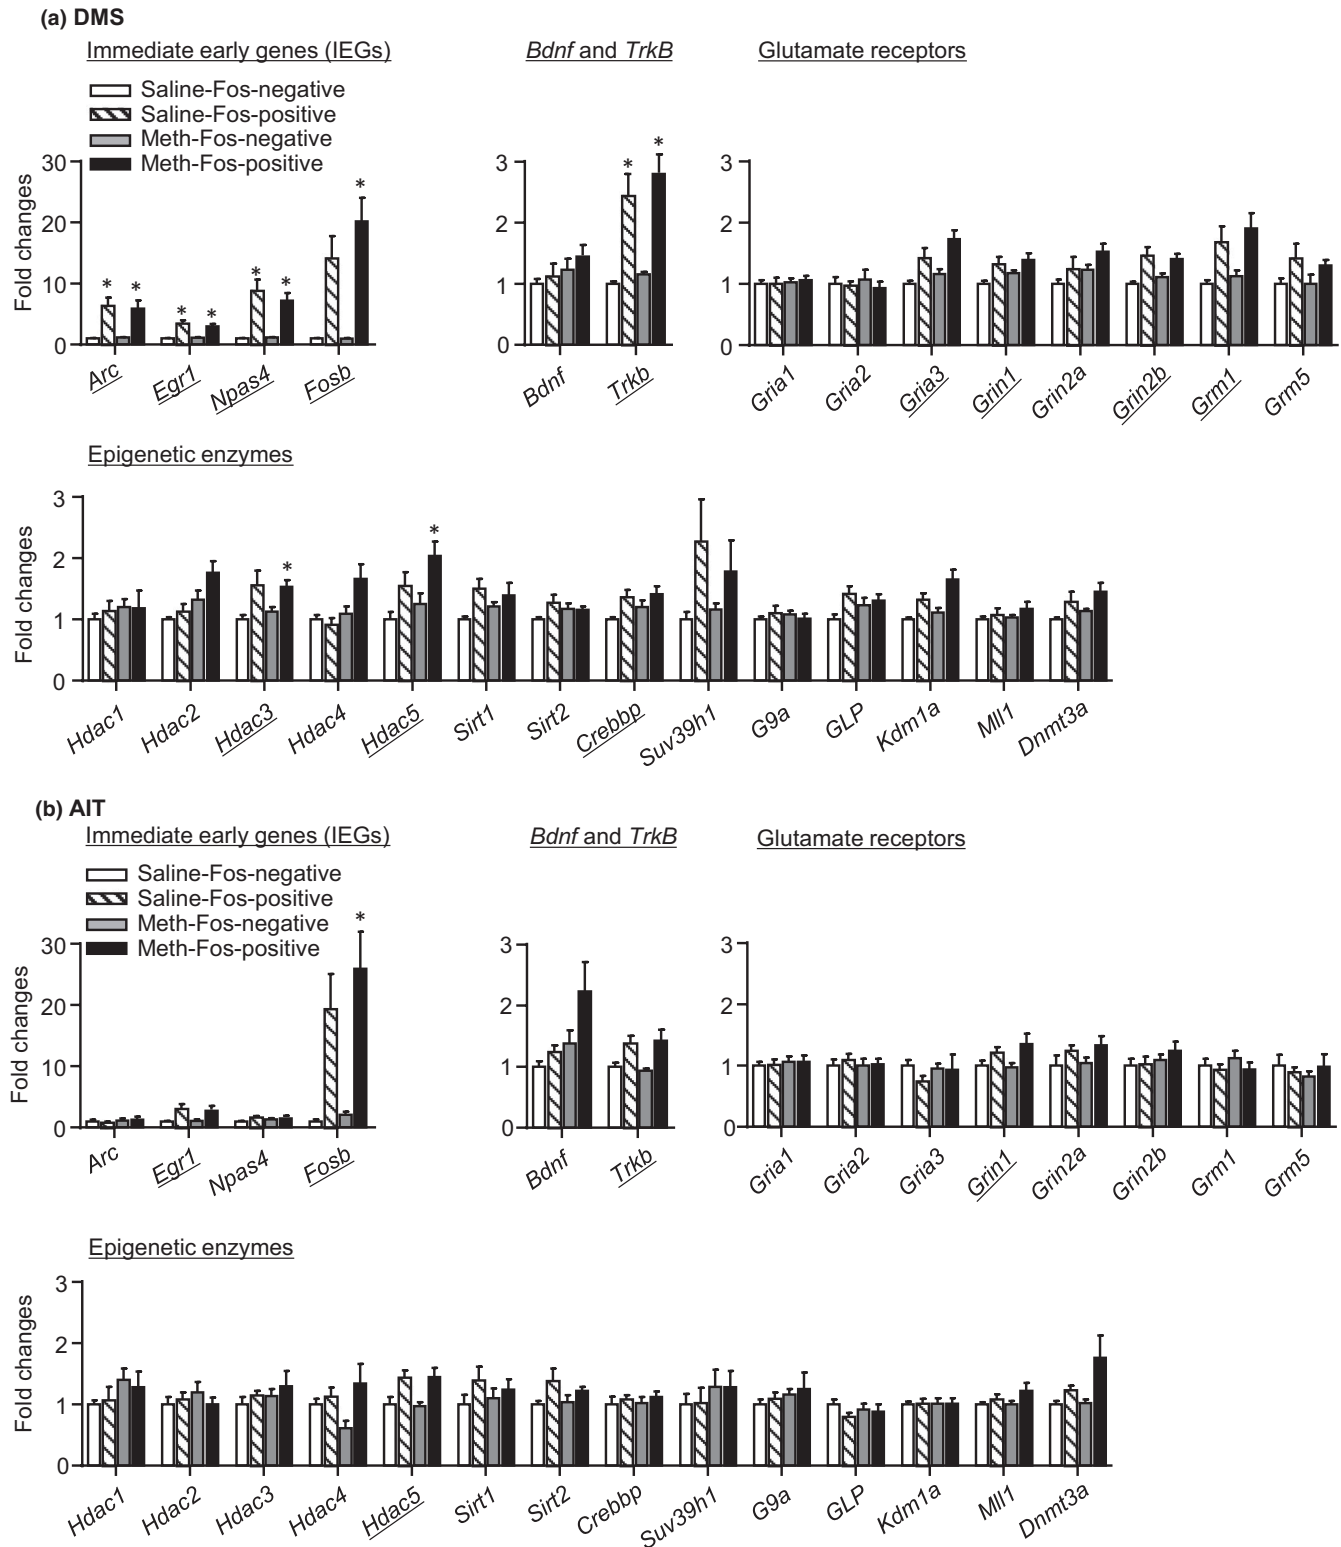 (a) DMS
Immediate early genes (IEGs)
Bdnf and TrkB
Glutamate receptors
Saline-Fos-negative
Saline-Fos-positive
Meth-Fos-negative
Meth-Fos-positive
Fold changes
30
20
10
0
* * * * * * *
Arc Egr1 Npas4 Fosb
3
2
1
0
* *
Bdnf Trkb
3
2
1
0
Gria1 Gria2 Gria3 Grin1 Grin2a Grin2b Grm1 Grm5
Epigenetic enzymes
Fold changes
3
2
1
0
* *
Hdac1 Hdac2 Hdac3 Hdac4 Hdac5 Sirt1 Sirt2 Crebbp Suv39h1 G9a GLP Kdm1a Mll1 Dnmt3a
(b) AIT
Immediate early genes (IEGs)
Bdnf and TrkB
Glutamate receptors
Saline-Fos-negative
Saline-Fos-positive
Meth-Fos-negative
Meth-Fos-positive
Fold changes
30
20
10
0
*
Arc Egr1 Npas4 Fosb
3
2
1
0
Bdnf Trkb
3
2
1
0
Gria1 Gria2 Gria3 Grin1 Grin2a Grin2b Grm1 Grm5
Epigenetic enzymes
Fold changes
3
2
1
0
Hdac1 Hdac2 Hdac3 Hdac4 Hdac5 Sirt1 Sirt2 Crebbp Suv39h1 G9a GLP Kdm1a Mll1 Dnmt3a